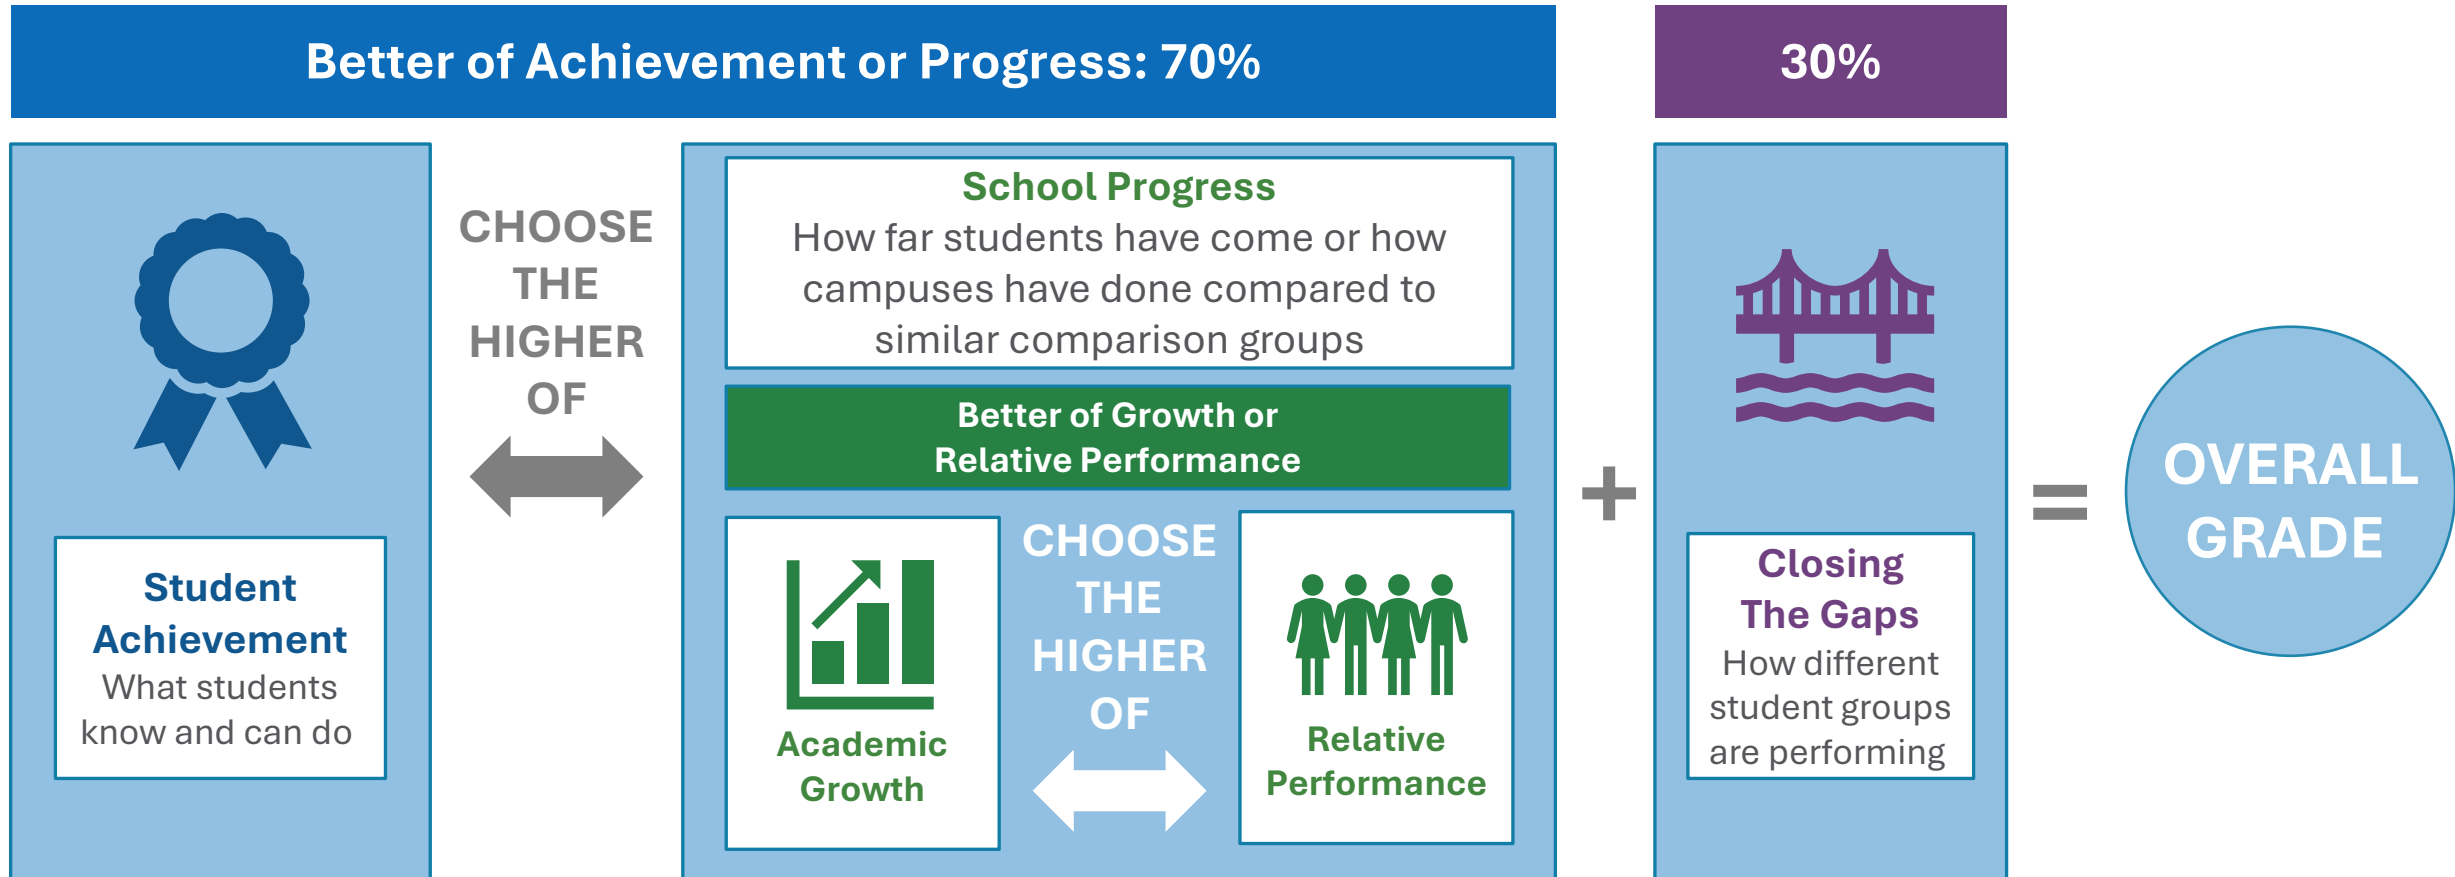 Better of Achievement or Progress: 70%
30%
Student
Achievement
What students
know and can do
CHOOSE
THE
HIGHER
OF
School Progress
How far students have come or how
campuses have done compared to
similar comparison groups
Better of Growth or
Relative Performance
Academic
Growth
CHOOSE
THE
HIGHER
OF
Relative
Performance
+
Closing
The Gaps
How different
student groups
are performing
=
OVERALL
GRADE